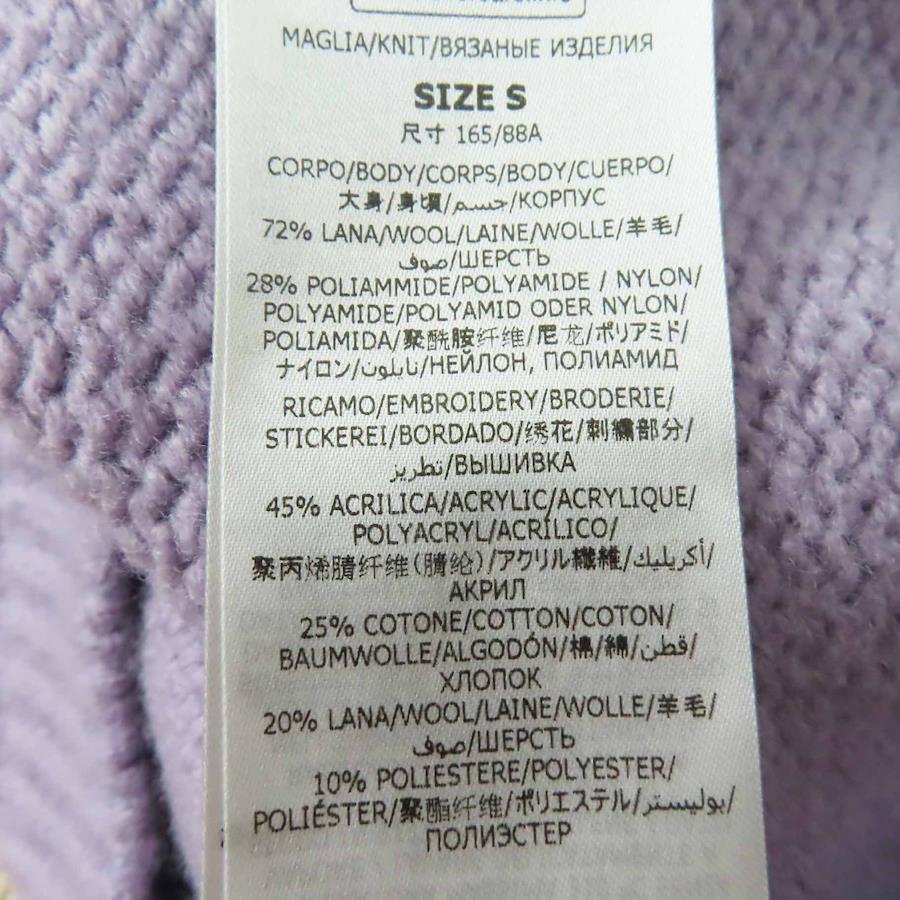 MAGLIA/KNIT/ВЯЗАНЫЕ ИЗДЕЛИЯ
SIZE S
尺寸 165/88A
CORPO/BODY/CORPS/BODY/CUERPO/
大身/身頃/جسم/КОРПУС
72% LANA/WOOL/LAINE/WOLLE/羊毛/
صوف/ШЕРСТЬ
28% POLIAMMIDE/POLYAMIDE / NYLON/
POLYAMIDE/POLYAMID ODER NYLON/
POLIAMIDA/聚酰胺纤维/尼龙/ポリアミド/
ナイロン/نايلون/НЕЙЛОН, ПОЛИАМИД
RICAMO/EMBROIDERY/BRODERIE/
STICKEREI/BORDADO/绣花/刺繍部分/
تطريز/ВЫШИВКА
45% ACRILICA/ACRYLIC/ACRYLIQUE/
POLYACRYL/ACRÍLICO/
聚丙烯腈纤维(腈纶)/アクリル繊維/أكريليك/
АКРИЛ
25% COTONE/COTTON/COTON/
BAUMWOLLE/ALGODÓN/棉/綿/قطن/
ХЛОПОК
20% LANA/WOOL/LAINE/WOLLE/羊毛/
صوف/ШЕРСТЬ
10% POLIESTERE/POLYESTER/
POLIÉSTER/聚酯纤维/ポリエステル/بوليستر/
ПОЛИЭСТЕР